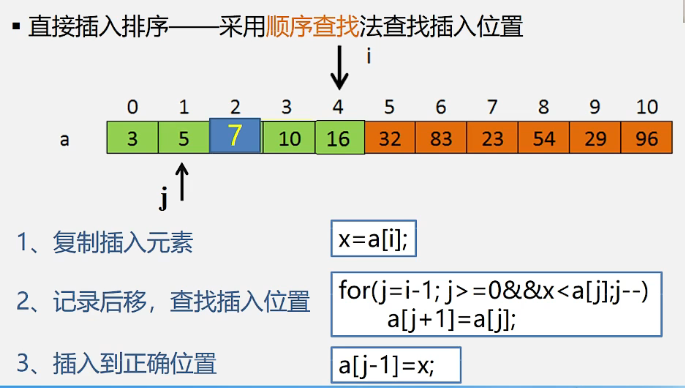 ▪ 直接插入排序——采用顺序查找法查找插入位置
i
0 1 2 3 4 5 6 7 8 9 10
a 3 5 7 10 16 32 83 23 54 29 96
j
1、复制插入元素 x=a[i];
2、记录后移，查找插入位置 for(j=i-1; j>=0&&x<a[j];j--)
a[j+1]=a[j];
3、插入到正确位置 a[j-1]=x;